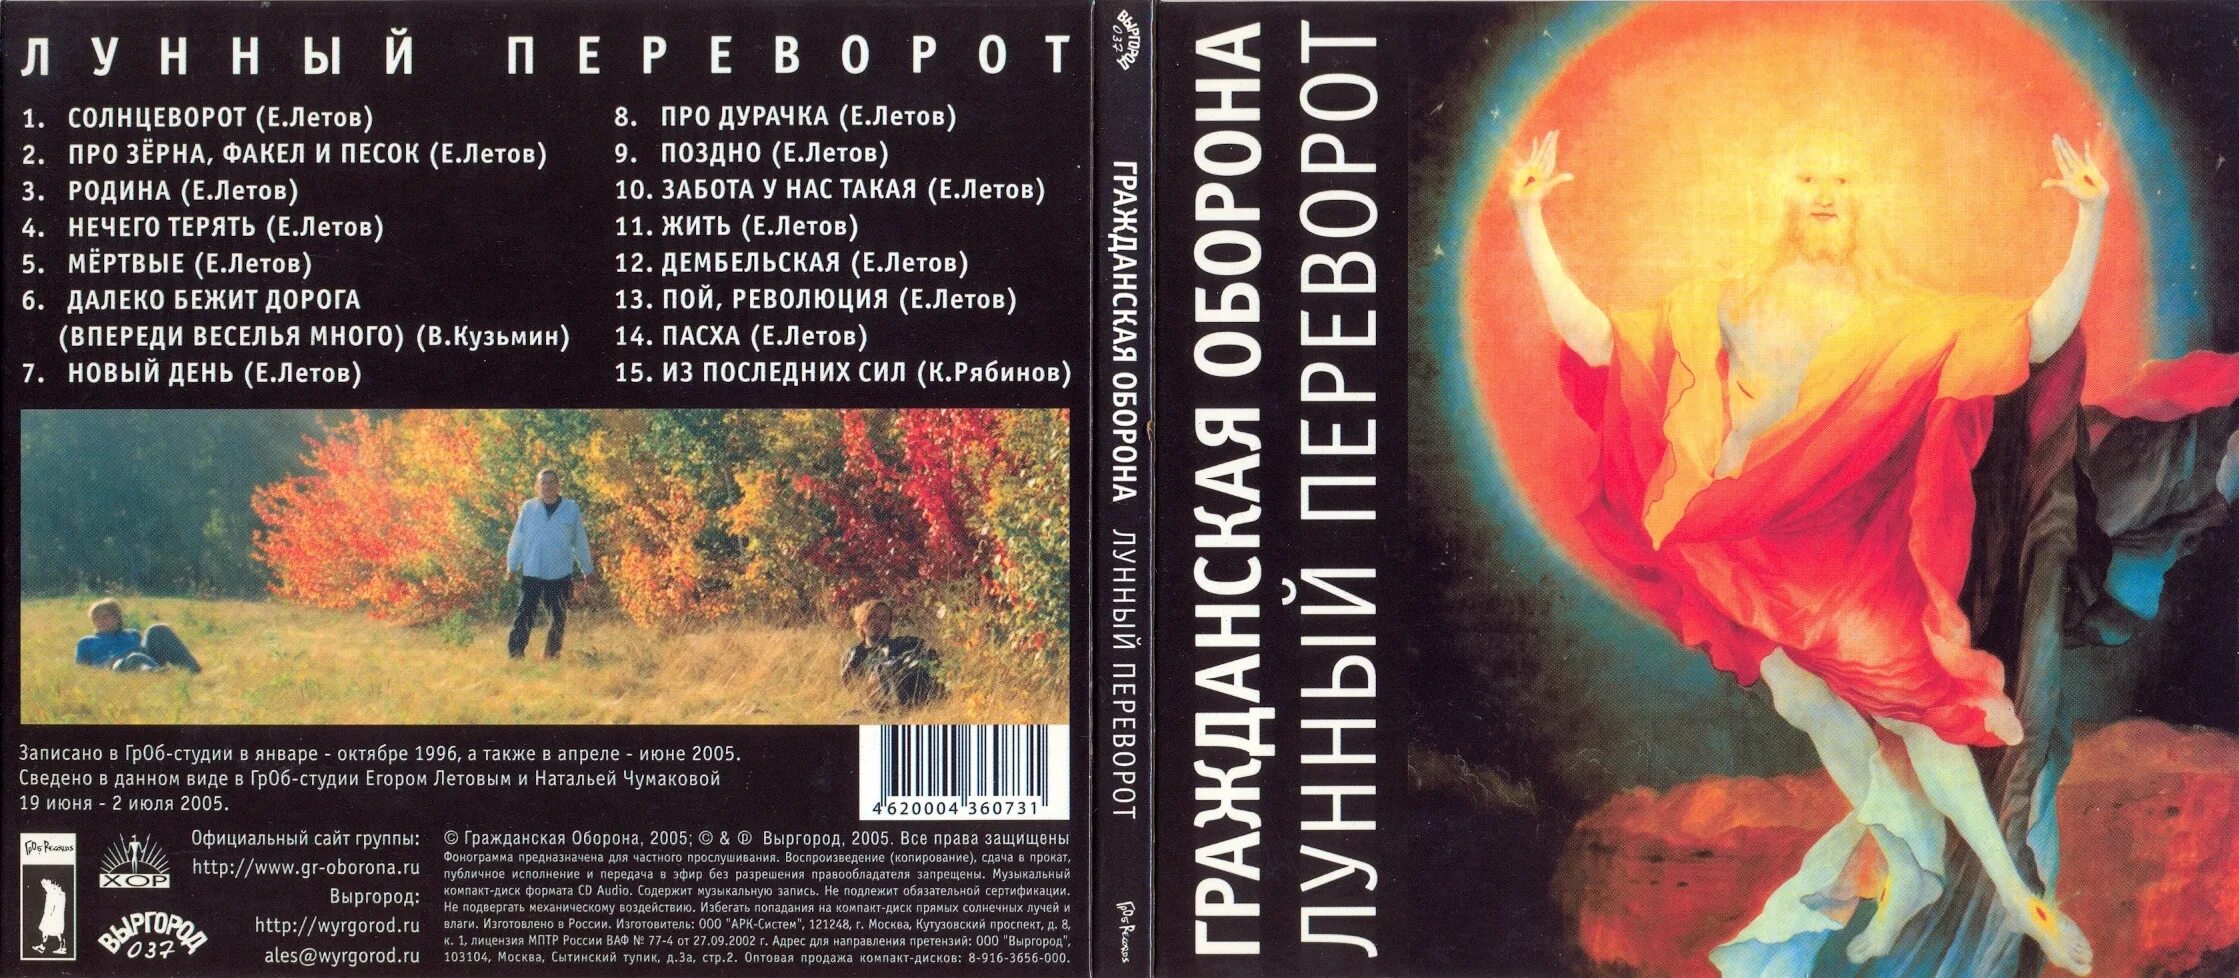 ЛУННЫЙ ПЕРЕВОРОТ
1. СОЛНЦЕВОРОТ (Е.Летов)
2. ПРО ЗЁРНА, ФАКЕЛ И ПЕСОК (Е.Летов)
3. РОДИНА (Е.Летов)
4. НЕЧЕГО ТЕРЯТЬ (Е.Летов)
5. МЁРТВЫЕ (Е.Летов)
6. ДАЛЕКО БЕЖИТ ДОРОГА
(ВПЕРЕДИ ВЕСЕЛЬЯ МНОГО) (В.Кузьмин)
7. НОВЫЙ ДЕНЬ (Е.Летов)
8. ПРО ДУРАЧКА (Е.Летов)
9. ПОЗДНО (Е.Летов)
10. ЗАБОТА У НАС ТАКАЯ (Е.Летов)
11. ЖИТЬ (Е.Летов)
12. ДЕМБЕЛЬСКАЯ (Е.Летов)
13. ПОЙ, РЕВОЛЮЦИЯ (Е.Летов)
14. ПАСХА (Е.Летов)
15. ИЗ ПОСЛЕДНИХ СИЛ (К.Рябинов)
Записано в ГрОб-студии в январе - октябре 1996, а также в апреле - июне 2005.
Сведено в данном виде в ГрОб-студии Егором Летовым и Натальей Чумаковой
19 июня - 2 июля 2005.
4 620004 360731
ГрОб Records
ХОР
ВЫРГОРОД
037
Официальный сайт группы:
http://www.gr-oborona.ru
Выргород:
http://wyrgorod.ru
ales@wyrgorod.ru
© Гражданская Оборона, 2005; © & ℗ Выргород, 2005. Все права защищены
Фонограмма предназначена для частного прослушивания. Воспроизведение (копирование), сдача в прокат,
публичное исполнение и передача в эфир без разрешения правообладателя запрещены. Музыкальный
компакт-диск формата CD Audio. Содержит музыкальную запись. Не подлежит обязательной сертификации.
Не подвергать механическому воздействию. Избегать попадания на компакт-диск прямых солнечных лучей и
влаги. Изготовлено в России. Изготовитель: ООО "АРК-Систем", 121248, г. Москва, Кутузовский проспект, д. 8,
к. 1, лицензия МПТР России ВАФ № 77-4 от 27.09.2002 г. Адрес для направления претензий: ООО "Выргород",
103104, Москва, Сытинский тупик, д.3а, стр.2. Оптовая продажа компакт-дисков: 8-916-3656-000.
ВЫРГОРОД
037
ГРАЖДАНСКАЯ ОБОРОНА ЛУННЫЙ ПЕРЕВОРОТ
ГрОб Records
ГРАЖДАНСКАЯ ОБОРОНА
ЛУННЫЙ ПЕРЕВОРОТ